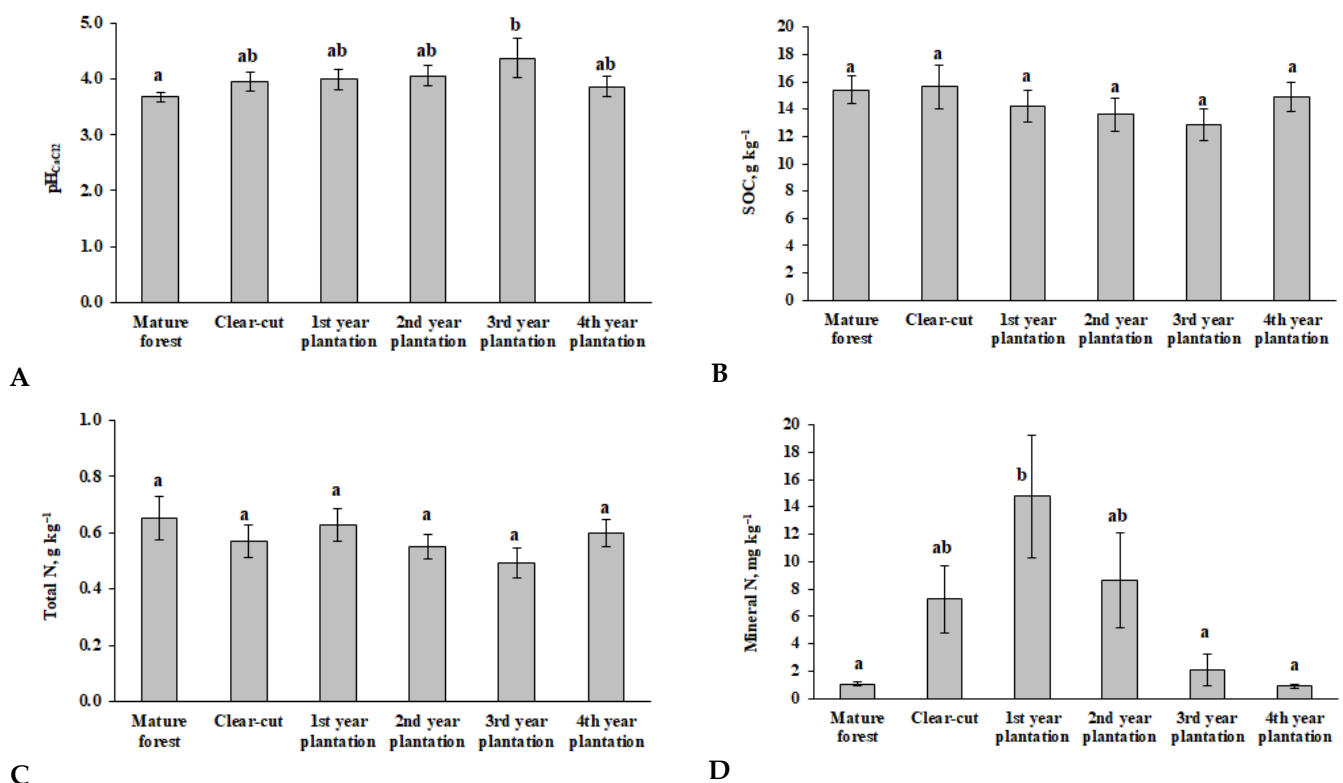 5.0
4.0
3.0
2.0
1.0
0.0
pHCaCl2
a
ab
ab
ab
b
ab
Mature
forest
Clear-cut
1st year
plantation
2nd year
plantation
3rd year
plantation
4th year
plantation
A
20
18
16
14
12
10
8
6
4
2
0
SOC, g kg⁻¹
a
a
a
a
a
a
Mature
forest
Clear-cut
1st year
plantation
2nd year
plantation
3rd year
plantation
4th year
plantation
B
1.0
0.8
0.6
0.4
0.2
0.0
Total N, g kg⁻¹
a
a
a
a
a
a
Mature
forest
Clear-cut
1st year
plantation
2nd year
plantation
3rd year
plantation
4th year
plantation
C
20
18
16
14
12
10
8
6
4
2
0
Mineral N, mg kg⁻¹
a
ab
b
ab
a
a
Mature
forest
Clear-cut
1st year
plantation
2nd year
plantation
3rd year
plantation
4th year
plantation
D